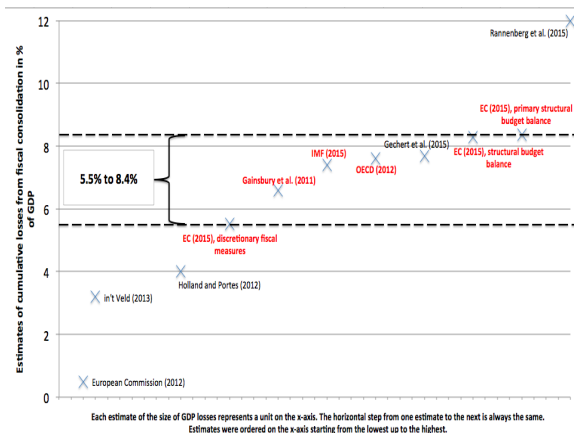 Estimates of cumulative losses from fiscal consolidation in %
of GDP
12
10
8
6
4
2
0
Rannenberg et al. (2015)
EC (2015), primary structural
budget balance
Gechert et al. (2015)
EC (2015), structural budget
balance
IMF (2015)
OECD (2012)
5.5% to 8.4%
Gainsbury et al. (2011)
EC (2015), discretionary fiscal
measures
Holland and Portes (2012)
in't Veld (2013)
European Commission (2012)
Each estimate of the size of GDP losses represents a unit on the x-axis. The horizontal step from one estimate to the next is always the same.
Estimates were ordered on the x-axis starting from the lowest up to the highest.